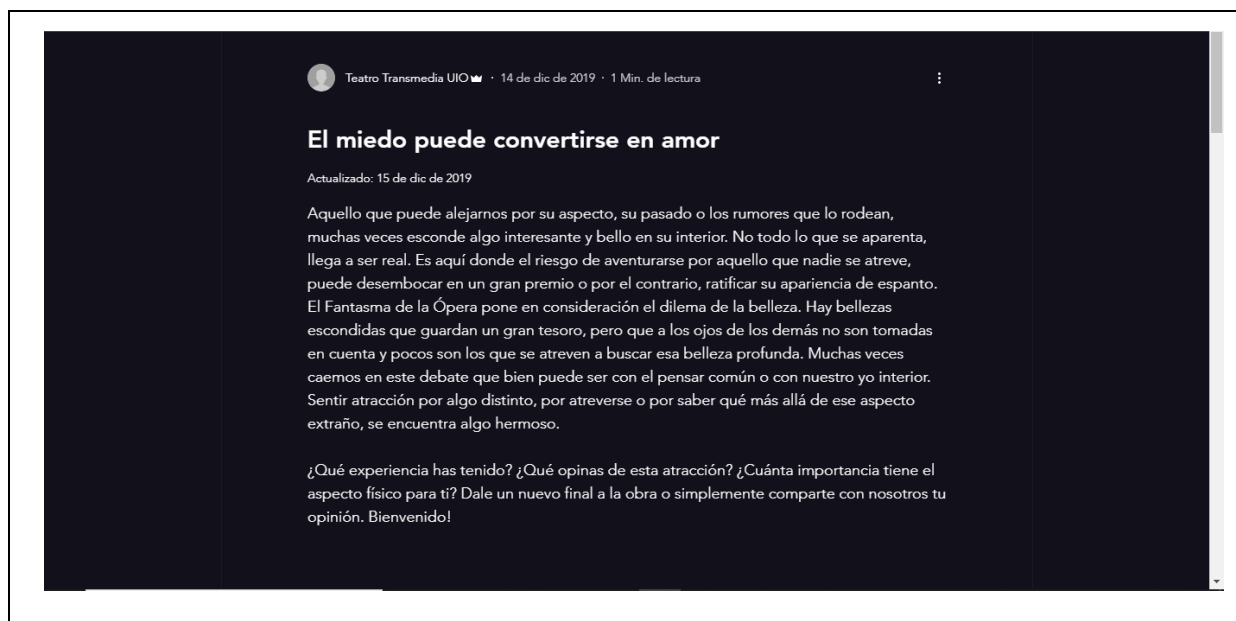 Teatro Transmedia UIO · 14 de dic de 2019 · 1 Min. de lectura
El miedo puede convertirse en amor
Actualizado: 15 de dic de 2019
Aquello que puede alejarnos por su aspecto, su pasado o los rumores que lo rodean,
muchas veces esconde algo interesante y bello en su interior. No todo lo que se aparenta,
llega a ser real. Es aquí donde el riesgo de aventurarse por aquello que nadie se atreve,
puede desembocar en un gran premio o por el contrario, ratificar su apariencia de espanto.
El Fantasma de la Ópera pone en consideración el dilema de la belleza. Hay bellezas
escondidas que guardan un gran tesoro, pero que a los ojos de los demás no son tomadas
en cuenta y pocos son los que se atreven a buscar esa belleza profunda. Muchas veces
caemos en este debate que bien puede ser con el pensar común o con nuestro yo interior.
Sentir atracción por algo distinto, por atreverse o por saber qué más allá de ese aspecto
extraño, se encuentra algo hermoso.
¿Qué experiencia has tenido? ¿Qué opinas de esta atracción? ¿Cuánta importancia tiene el
aspecto físico para ti? Dale un nuevo final a la obra o simplemente comparte con nosotros tu
opinión. Bienvenido!